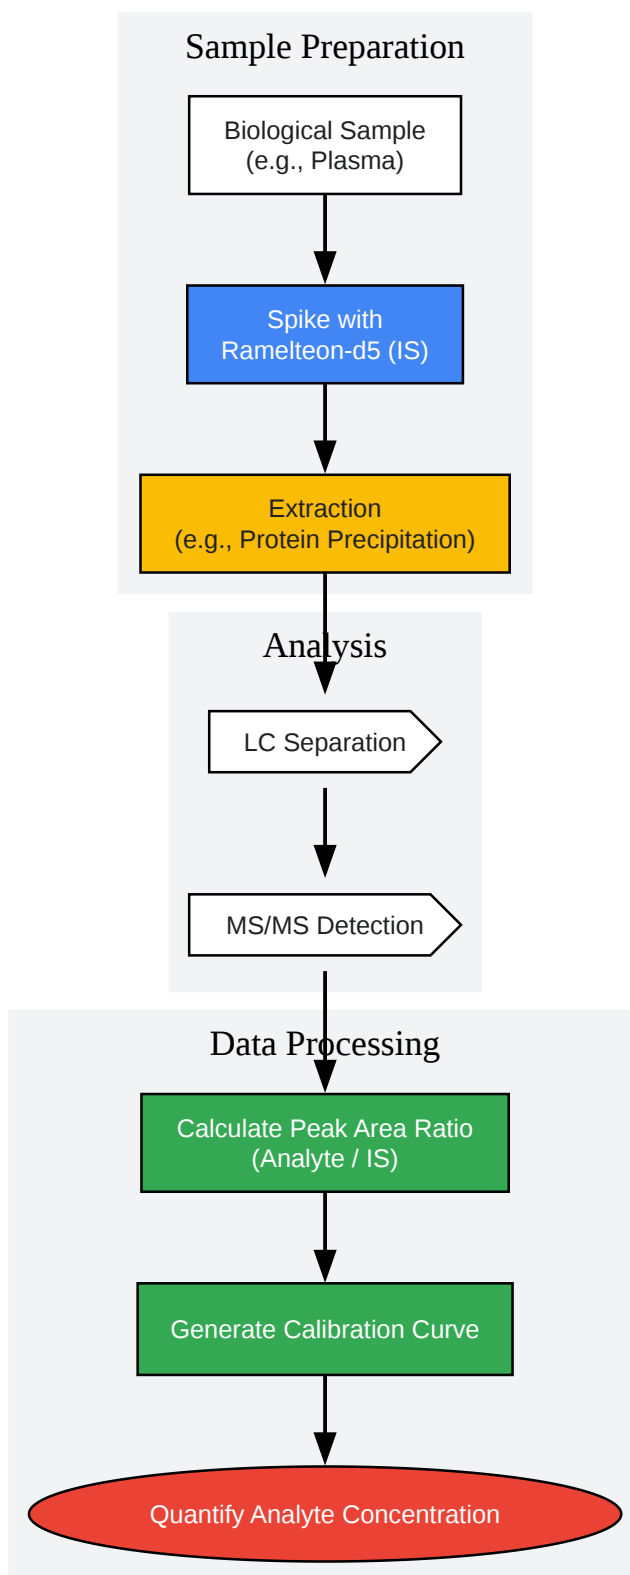 Sample Preparation
Biological Sample
(e.g., Plasma)
Spike with
Ramelteon-d5 (IS)
Extraction
(e.g., Protein Precipitation)
Analysis
LC Separation
MS/MS Detection
Data Processing
Calculate Peak Area Ratio
(Analyte / IS)
Generate Calibration Curve
Quantify Analyte Concentration